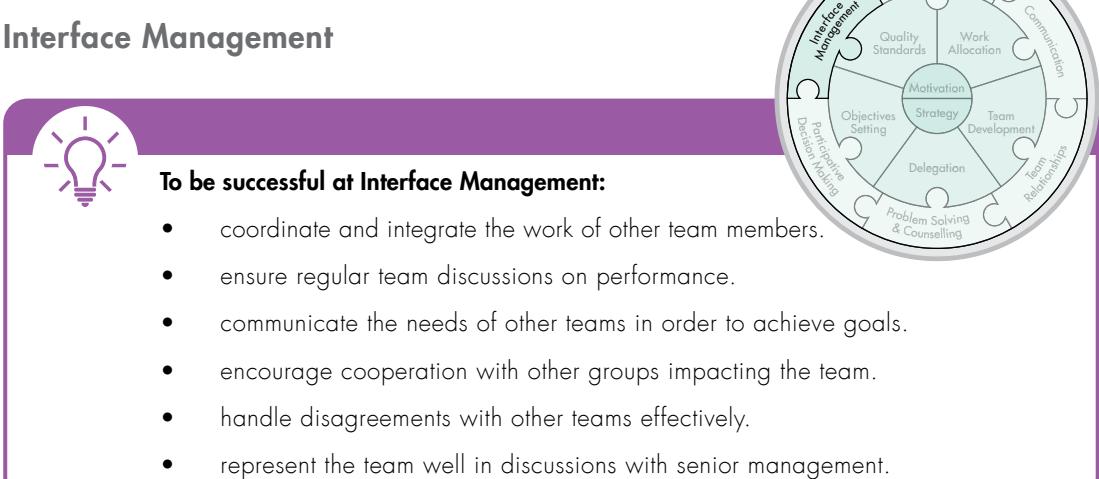 Interface Management
Interface
Management
Quality
Standards
Work
Allocation
Communication
Motivation
Strategy
Objectives
Setting
Team
Development
Participative
Decision Making
Delegation
Team
Relationships
Problem Solving
& Counselling
To be successful at Interface Management:
• coordinate and integrate the work of other team members.
• ensure regular team discussions on performance.
• communicate the needs of other teams in order to achieve goals.
• encourage cooperation with other groups impacting the team.
• handle disagreements with other teams effectively.
• represent the team well in discussions with senior management.